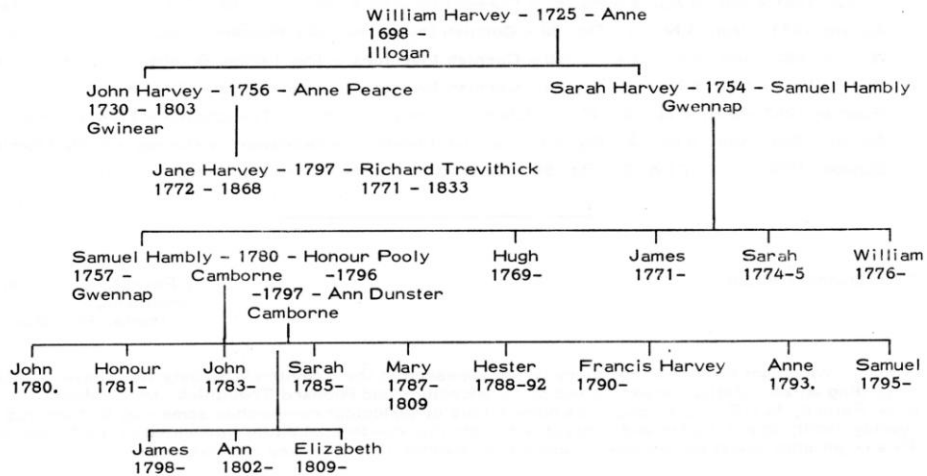 William Harvey - 1725 - Anne
1698 -
Illogan
John Harvey - 1756 - Anne Pearce
1730 - 1803
Gwinear
Sarah Harvey - 1754 - Samuel Hambly
Gwennap
Jane Harvey - 1797 - Richard Trevithick
1772 - 1868 1771 - 1833
Samuel Hambly - 1780 - Honour Pooly
1757 - Camborne -1796
Gwennap
-1797 - Ann Dunster
Camborne
Hugh
1769-
James
1771-
Sarah
1774-5
William
1776-
John
1780.
Honour
1781-
John
1783-
Sarah
1785-
Mary
1787-
1809
Hester
1788-92
Francis Harvey
1790-
Anne
1793.
Samuel
1795-
James
1798-
Ann
1802-
Elizabeth
1809-